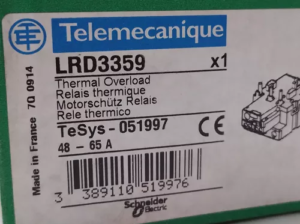 Telemecanique
LRD3359 x1
Thermal Overload
Relais thermique
Motorschütz Relais
Rele thermico
TeSys - 051997 CE
48 - 65 A
3 389110 519976
Schneider
Electric
Made in France 7Q 0914